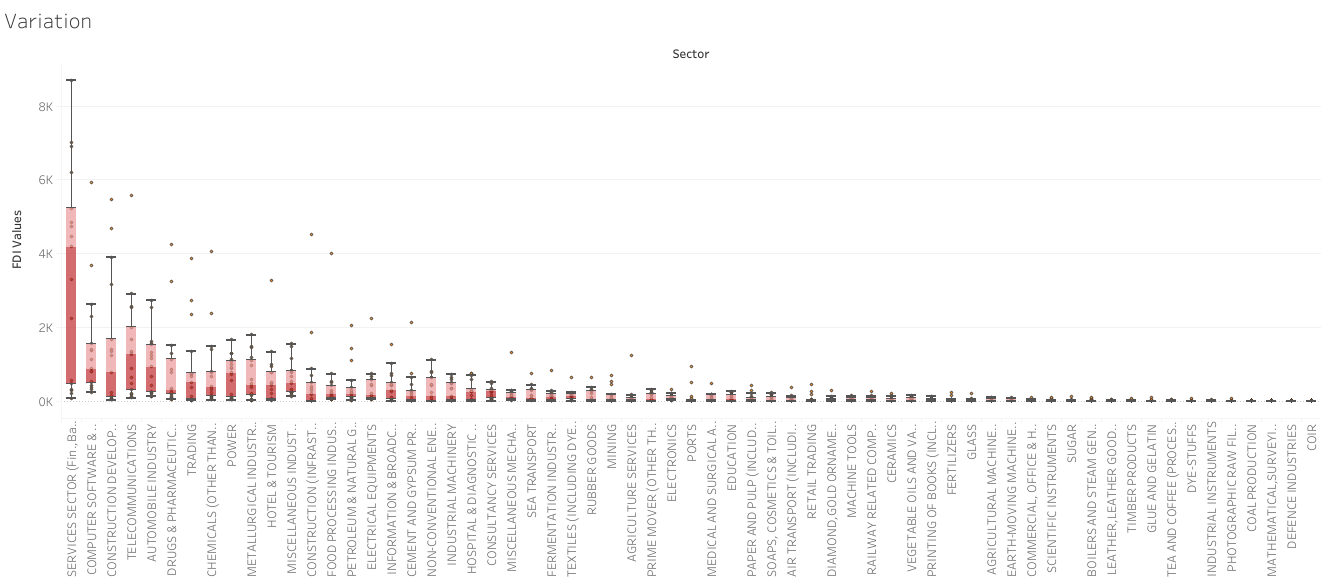 Variation
Sector
FDI Values
8K
6K
4K
2K
0K
SERVICES SECTOR (Fin.,Ba..
COMPUTER SOFTWARE & ..
CONSTRUCTION DEVELOP..
TELECOMMUNICATIONS
AUTOMOBILE INDUSTRY
DRUGS & PHARMACEUTIC..
TRADING
CHEMICALS (OTHER THAN..
POWER
METALLURGICAL INDUSTR..
HOTEL & TOURISM
MISCELLANEOUS INDUST..
CONSTRUCTION (INFRAST..
FOOD PROCESSING INDUS..
PETROLEUM & NATURAL G..
ELECTRICAL EQUIPMENTS
INFORMATION & BROADC..
CEMENT AND GYPSUM PR..
NON-CONVENTIONAL ENE..
INDUSTRIAL MACHINERY
HOSPITAL & DIAGNOSTIC ..
CONSULTANCY SERVICES
MISCELLANEOUS MECHA..
SEA TRANSPORT
FERMENTATION INDUSTR..
TEXTILES (INCLUDING DYE..
RUBBER GOODS
MINING
AGRICULTURE SERVICES
PRIME MOVER (OTHER TH..
ELECTRONICS
PORTS
MEDICAL AND SURGICAL A..
EDUCATION
PAPER AND PULP (INCLUD..
SOAPS, COSMETICS & TOIL..
AIR TRANSPORT (INCLUDI..
RETAIL TRADING
DIAMOND,GOLD ORNAME..
MACHINE TOOLS
RAILWAY RELATED COMP..
CERAMICS
VEGETABLE OILS AND VA..
PRINTING OF BOOKS (INCL..
FERTILIZERS
GLASS
AGRICULTURAL MACHINE..
EARTH-MOVING MACHINE..
COMMERCIAL, OFFICE & H..
SCIENTIFIC INSTRUMENTS
SUGAR
BOILERS AND STEAM GEN..
LEATHER,LEATHER GOOD..
TIMBER PRODUCTS
GLUE AND GELATIN
TEA AND COFFEE (PROCES..
DYE-STUFFS
INDUSTRIAL INSTRUMENTS
PHOTOGRAPHIC RAW FIL..
COAL PRODUCTION
MATHEMATICAL,SURVEYI..
DEFENCE INDUSTRIES
COIR